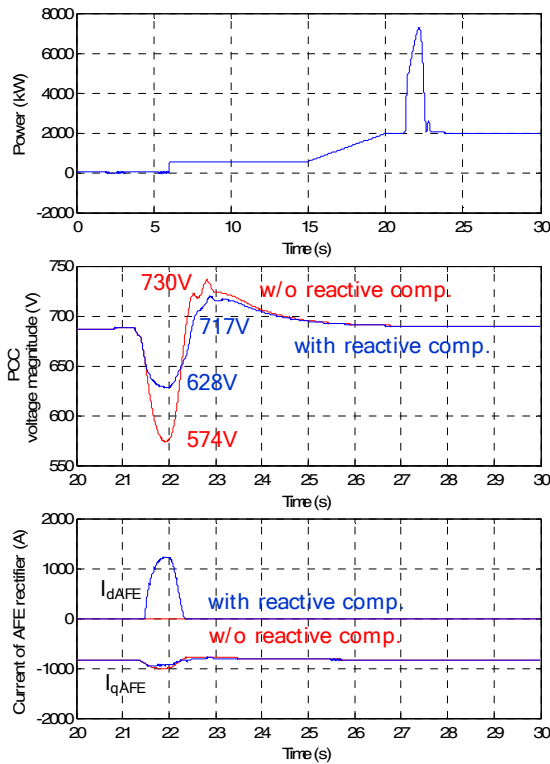 Power (kW)
8000
6000
4000
2000
0
-2000
0 5 10 15 20 25 30
Time (s)
PCC
voltage magnitude (V)
750
700
650
600
550
730V
w/o reactive comp.
717V
with reactive comp.
628V
574V
20 21 22 23 24 25 26 27 28 29 30
Time (s)
Current of AFE rectifier (A)
2000
1000
0
-1000
-2000
IdAFE
with reactive comp.
w/o reactive comp.
IqAFE
20 21 22 23 24 25 26 27 28 29 30
Time (s)